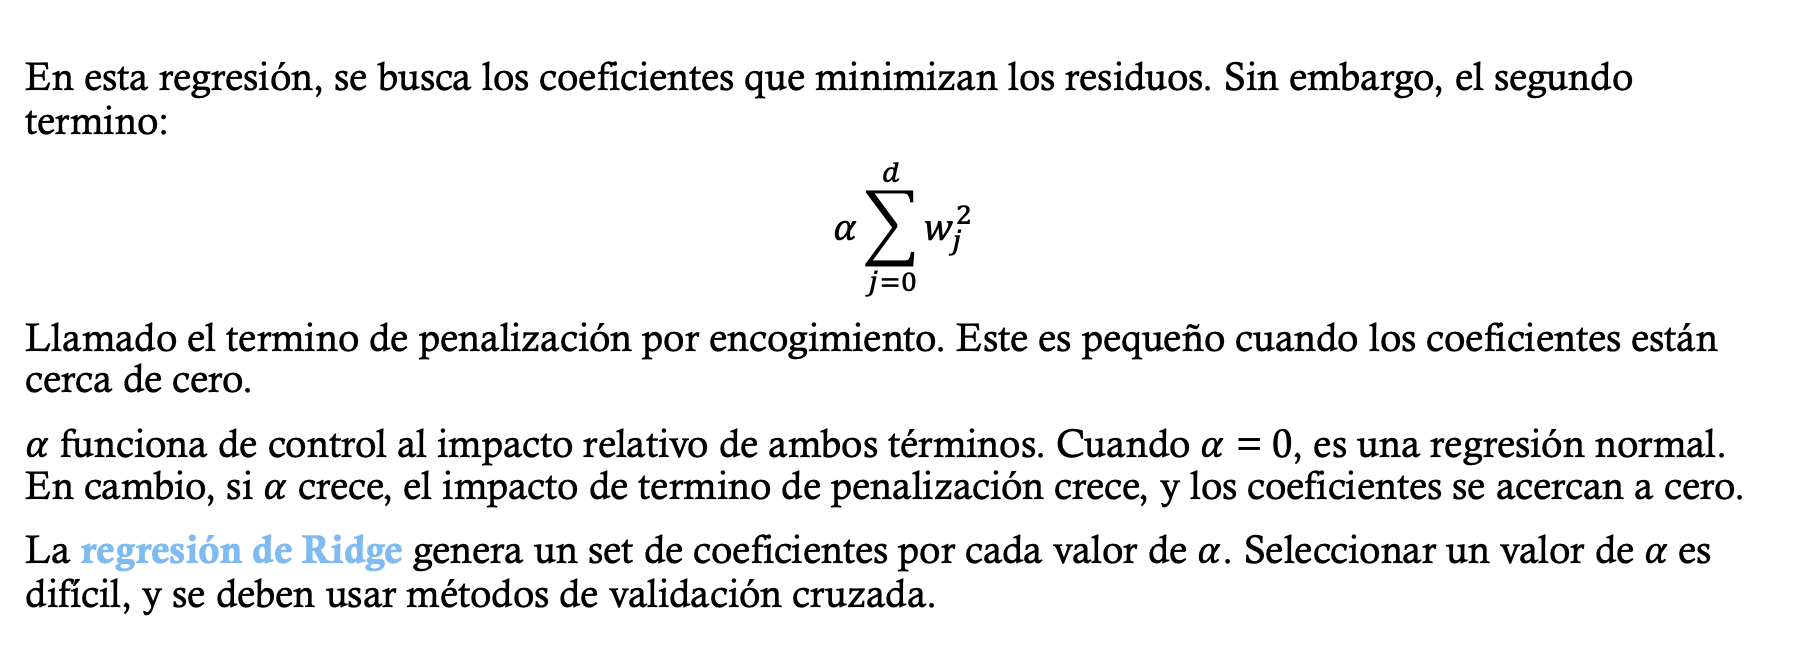 En esta regresión, se busca los coeficientes que minimizan los residuos. Sin embargo, el segundo
termino:
α ∑_{j=0}^{d} w_j^2
Llamado el termino de penalización por encogimiento. Este es pequeño cuando los coeficientes están
cerca de cero.
α funciona de control al impacto relativo de ambos términos. Cuando α = 0, es una regresión normal.
En cambio, si α crece, el impacto de termino de penalización crece, y los coeficientes se acercan a cero.
La regresión de Ridge genera un set de coeficientes por cada valor de α. Seleccionar un valor de α es
difícil, y se deben usar métodos de validación cruzada.